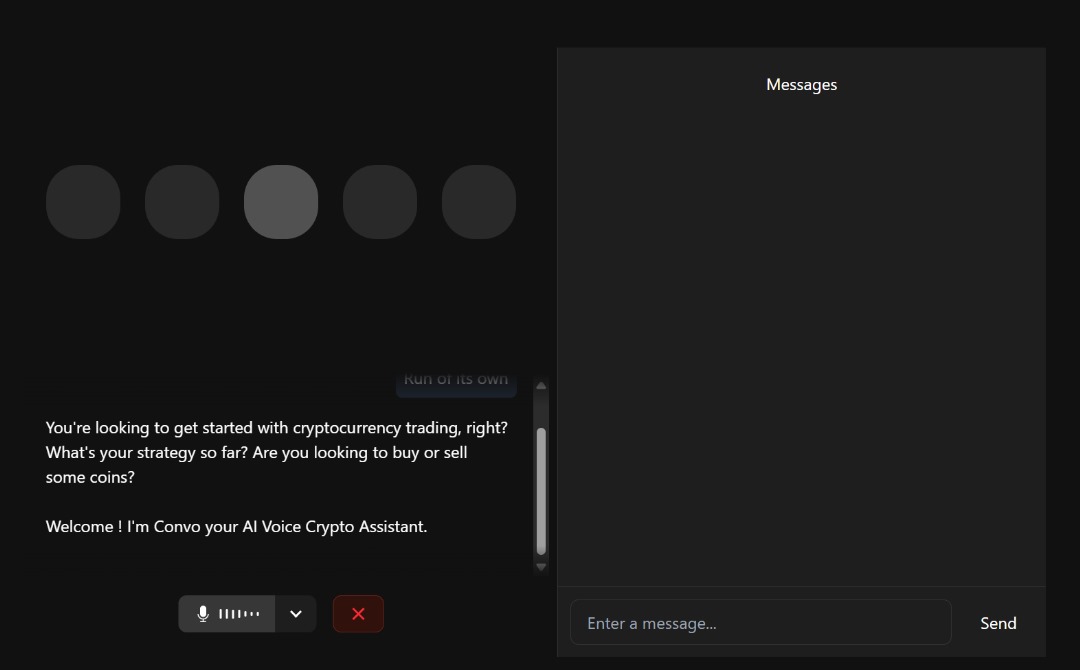 Run of its own
You're looking to get started with cryptocurrency trading, right?
What's your strategy so far? Are you looking to buy or sell
some coins?
Welcome ! I'm Convo your AI Voice Crypto Assistant.
Messages
Enter a message...
Send